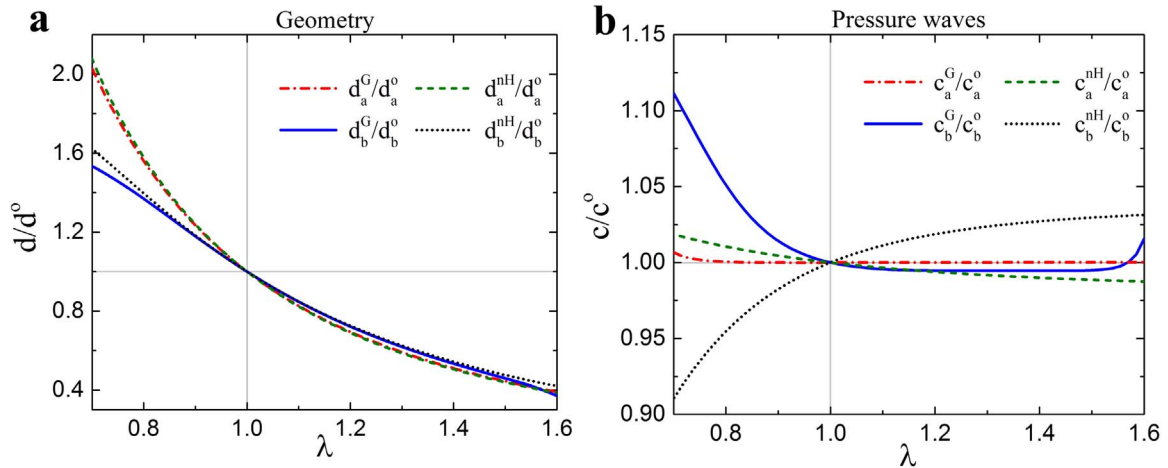 a
Geometry
d/d°
2.0
1.6
1.2
0.8
0.4
d_a^G/d_a^o
d_a^nH/d_a^o
d_b^G/d_b^o
d_b^nH/d_b^o
0.8 1.0 1.2 1.4 1.6
λ
b
Pressure waves
c/c°
1.15
1.10
1.05
1.00
0.95
0.90
c_a^G/c_a^o
c_a^nH/c_a^o
c_b^G/c_b^o
c_b^nH/c_b^o
0.8 1.0 1.2 1.4 1.6
λ